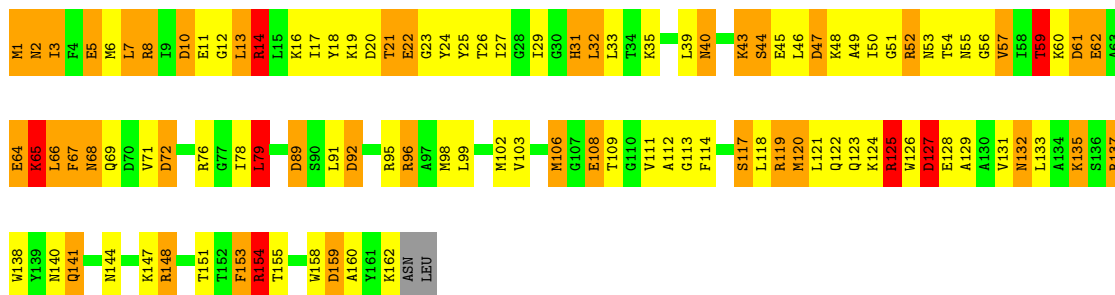 M1 N2 I3 F4 E5 M6 L7 R8 I9 D10 E11 G12 L13 R14 L15 K16 I17 Y18 K19 D20 T21 E22 G23 Y24 Y25 T26 I27 G28 I29 G30 H31 L32 L33 T34 K35 L39 N40 K43 S44 E45 L46 D47 K48 A49 I50 G51 R52 N53 T54 N55 G56 V57 I58 T59 K60 D61 E62 A63
E64 K65 L66 F67 N68 Q69 D70 V71 D72 R76 G77 I78 L79 D89 S90 L91 D92 R95 R96 A97 M98 L99 M102 V103 M106 G107 E108 T109 G110 V111 A112 G113 F114 S117 L118 R119 M120 L121 Q122 Q123 K124 R125 W126 D127 E128 A129 A130 V131 N132 L133 A134 K135 S136 R137
W138 Y139 N140 Q141 N144 K147 R148 T151 T152 F153 R154 T155 W158 D159 A160 Y161 K162 ASN LEU